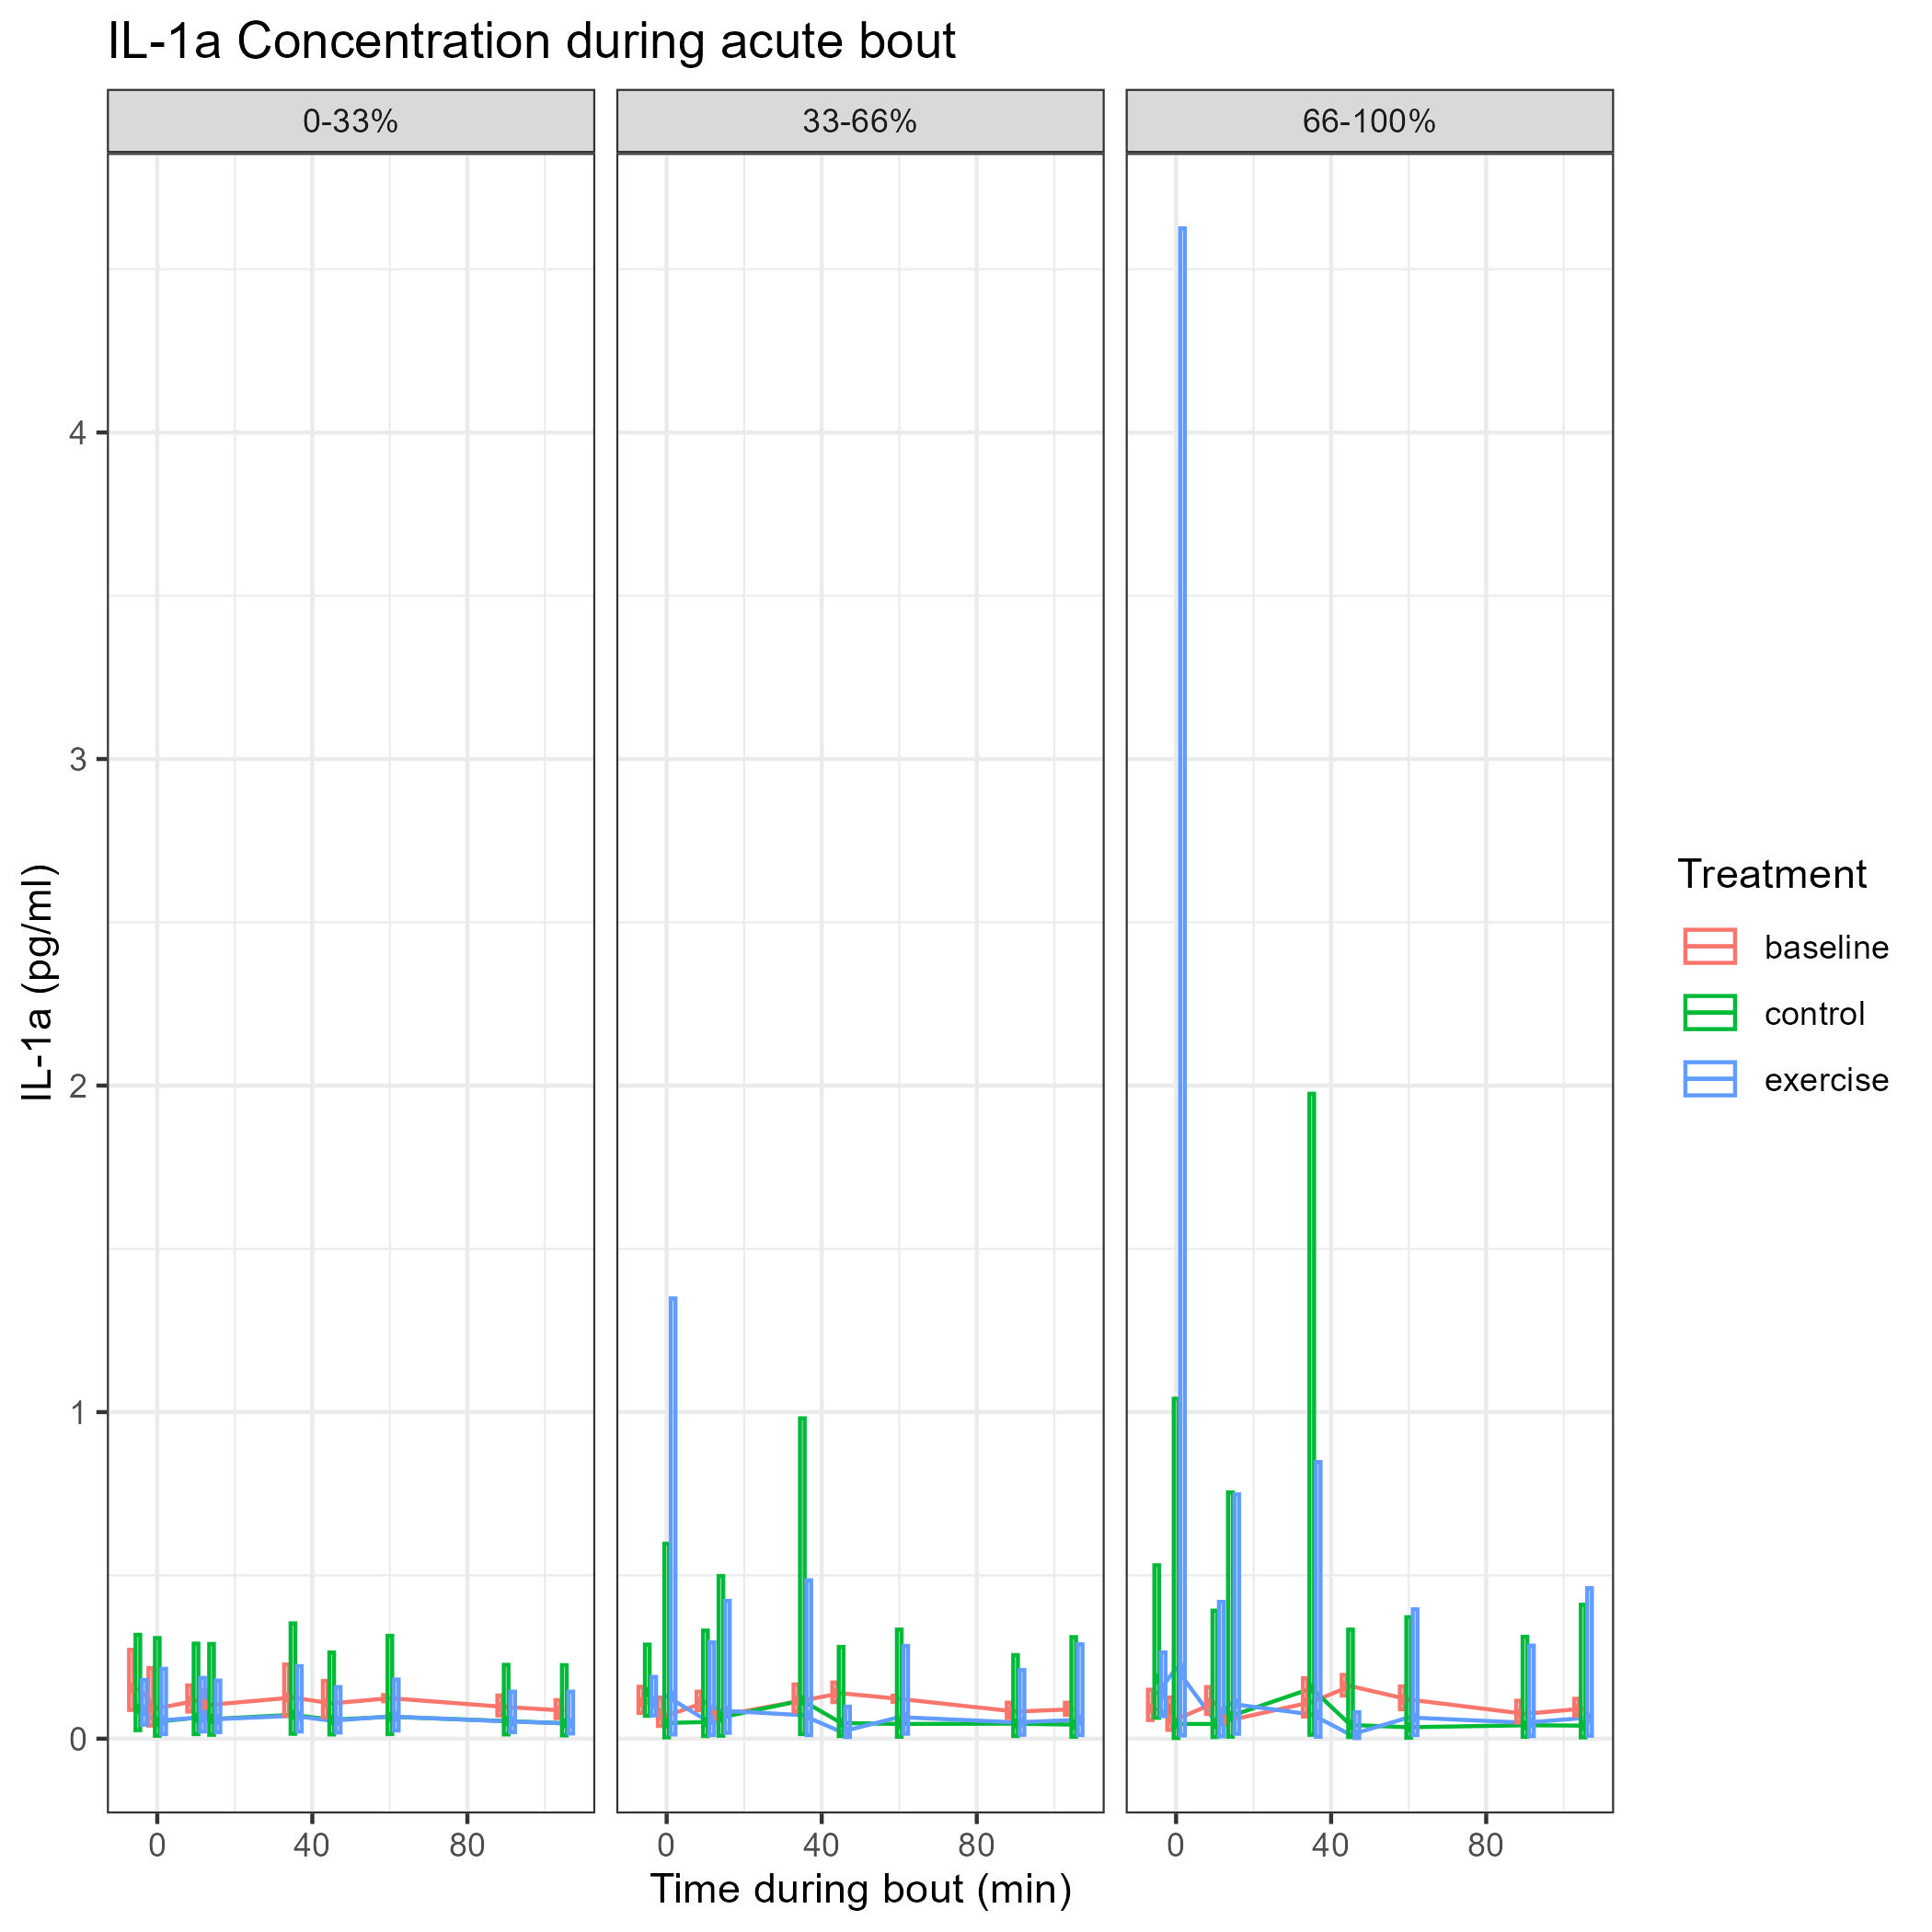 IL-1a Concentration during acute bout
0-33% 33-66% 66-100%
4
3
2
1
0
IL-1a (pg/ml)
0 40 80 0 40 80 0 40 80
Time during bout (min)
Treatment
baseline
control
exercise